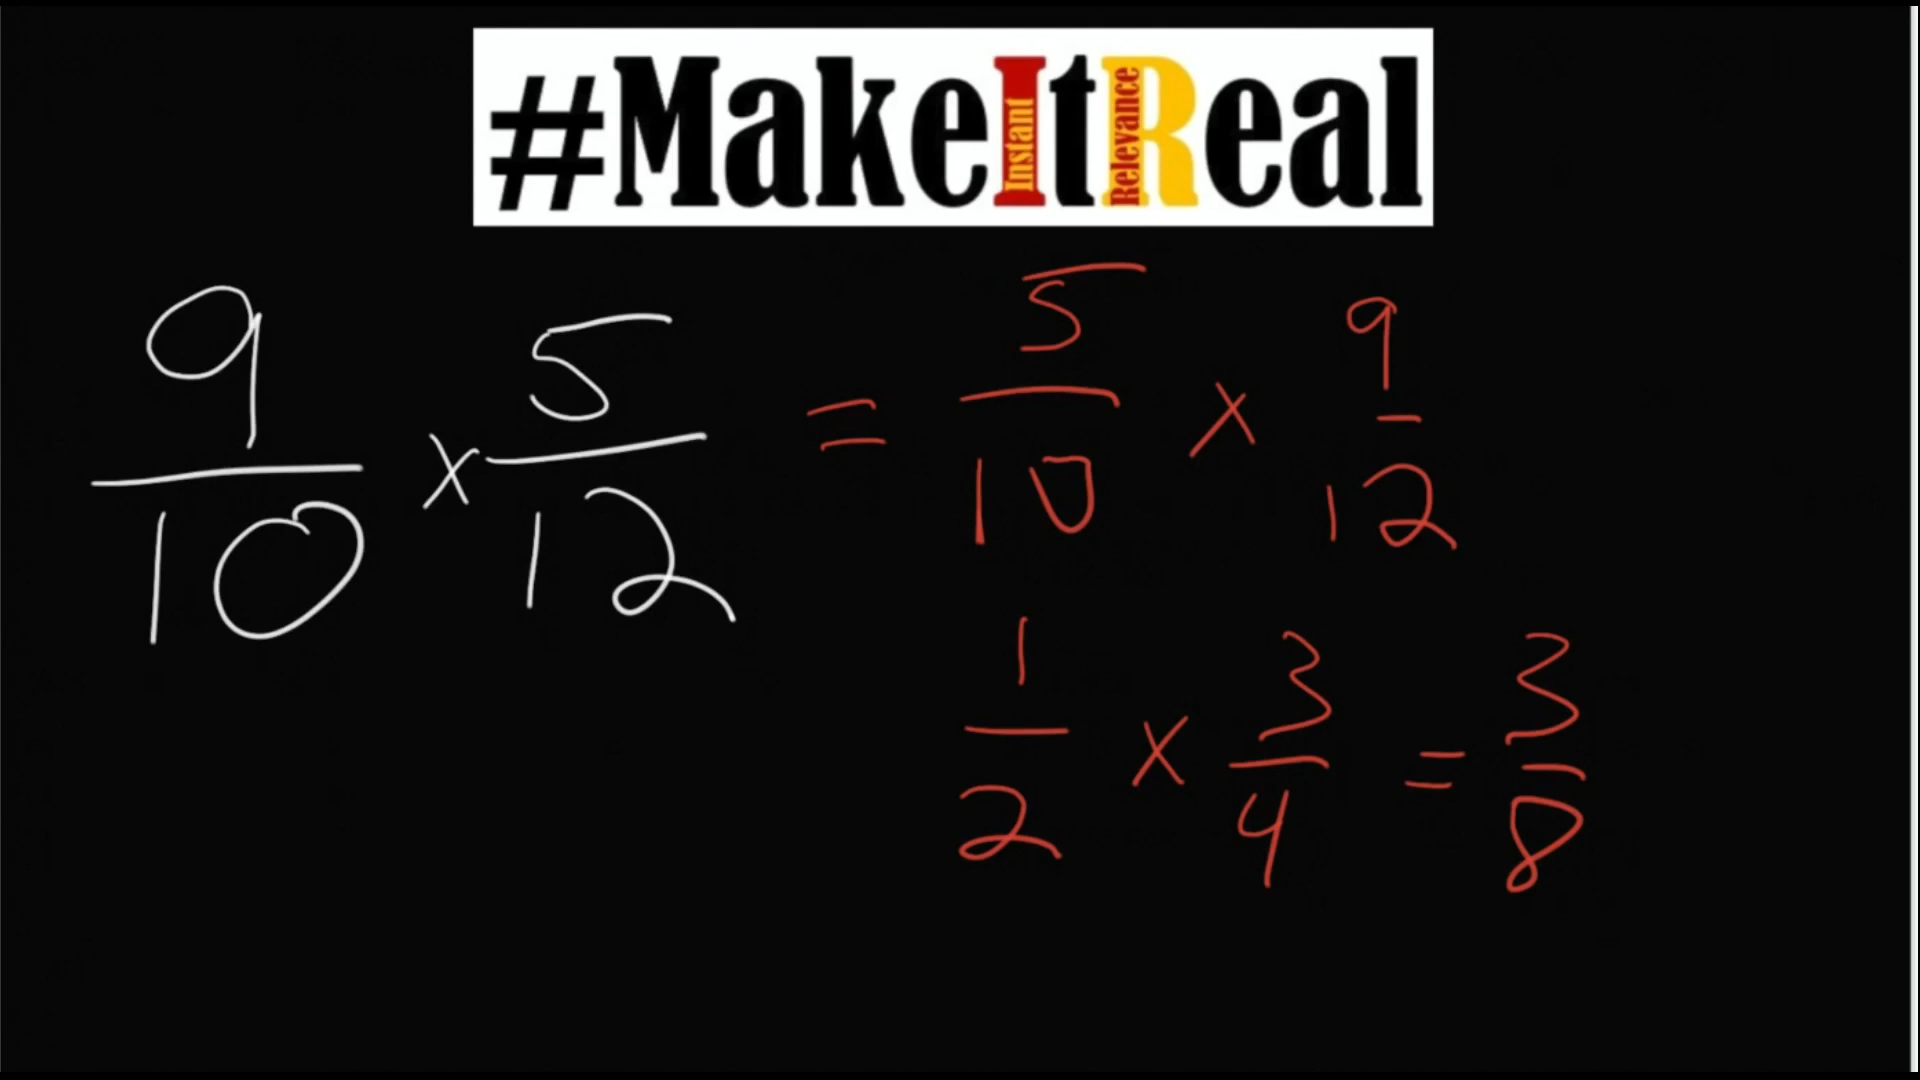 #MakeItReal
Instant
Relevance
9/10 × 5/12 = 5/10 × 9/12
1/2 × 3/4 = 3/8